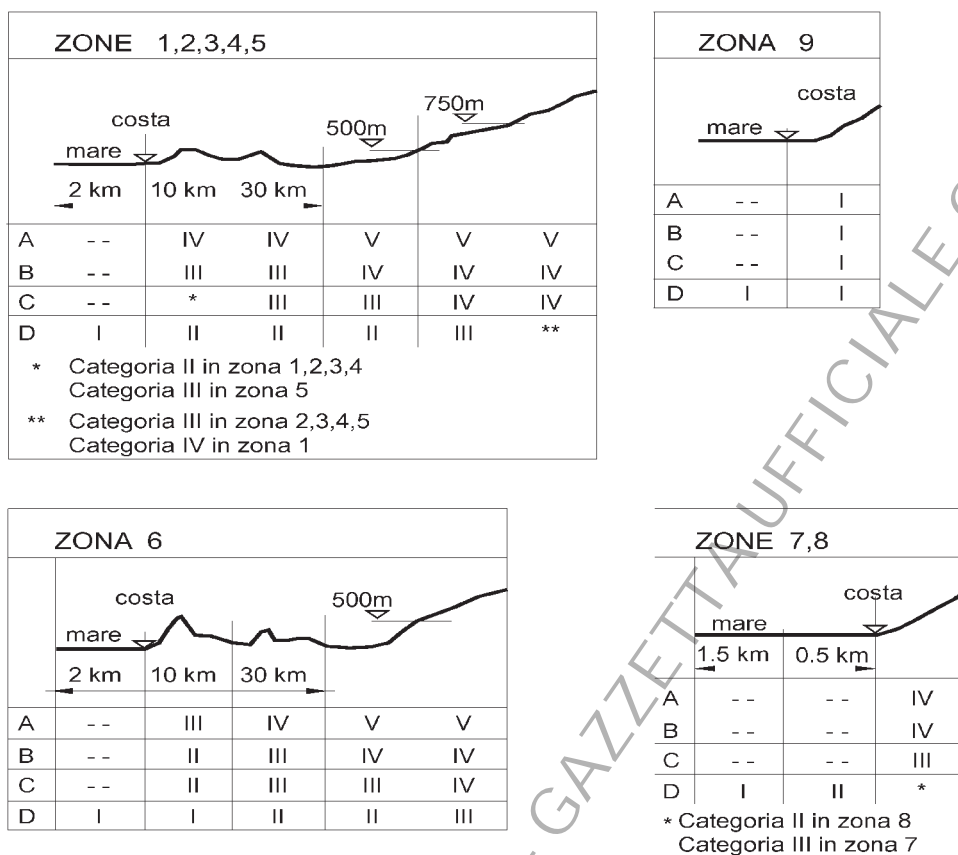 ZONE 1,2,3,4,5
costa
mare
500m
750m
2 km 10 km 30 km
A -- IV IV V V V
B -- III III IV IV IV
C -- * III III IV IV
D I II II II III **
* Categoria II in zona 1,2,3,4
Categoria III in zona 5
** Categoria III in zona 2,3,4,5
Categoria IV in zona 1
ZONA 9
costa
mare
A -- I
B -- I
C -- I
D I I
ZONA 6
costa
mare
500m
2 km 10 km 30 km
A -- III IV V V
B -- II III IV IV
C -- II III III IV
D I I II II III
ZONE 7,8
costa
mare
1.5 km 0.5 km
A -- -- IV
B -- -- IV
C -- -- III
D I II *
* Categoria II in zona 8
Categoria III in zona 7
GAZZETTA UFFICIALE